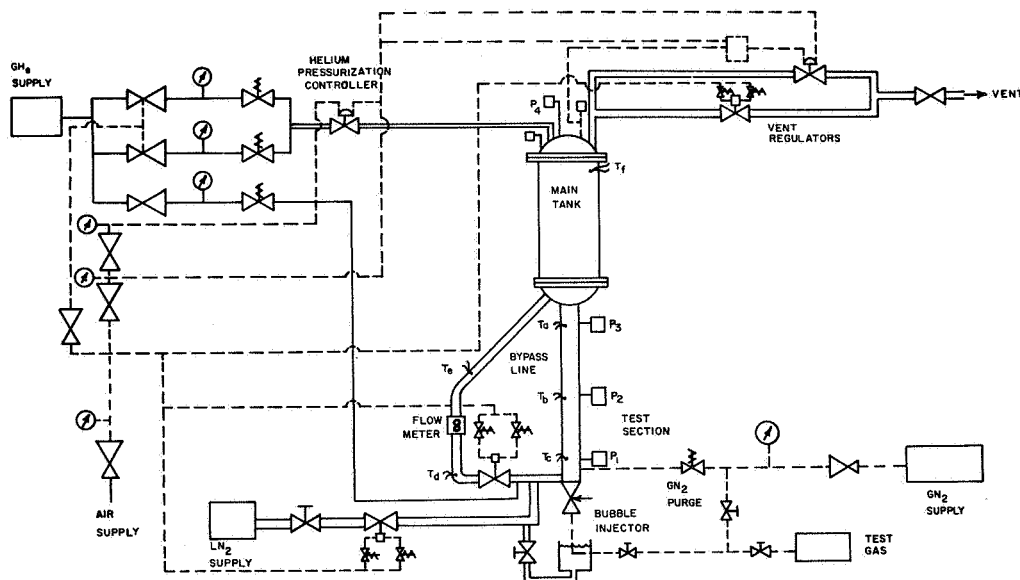 GHe
SUPPLY
HELIUM
PRESSURIZATION
CONTROLLER
P4
VENT
VENT
REGULATORS
Tf
MAIN
TANK
Ta
P3
Te
BYPASS
LINE
Tb
P2
FLOW
METER
TEST
SECTION
Tc
P1
Td
GN2
PURGE
GN2
SUPPLY
AIR
SUPPLY
LN2
SUPPLY
BUBBLE
INJECTOR
TEST
GAS